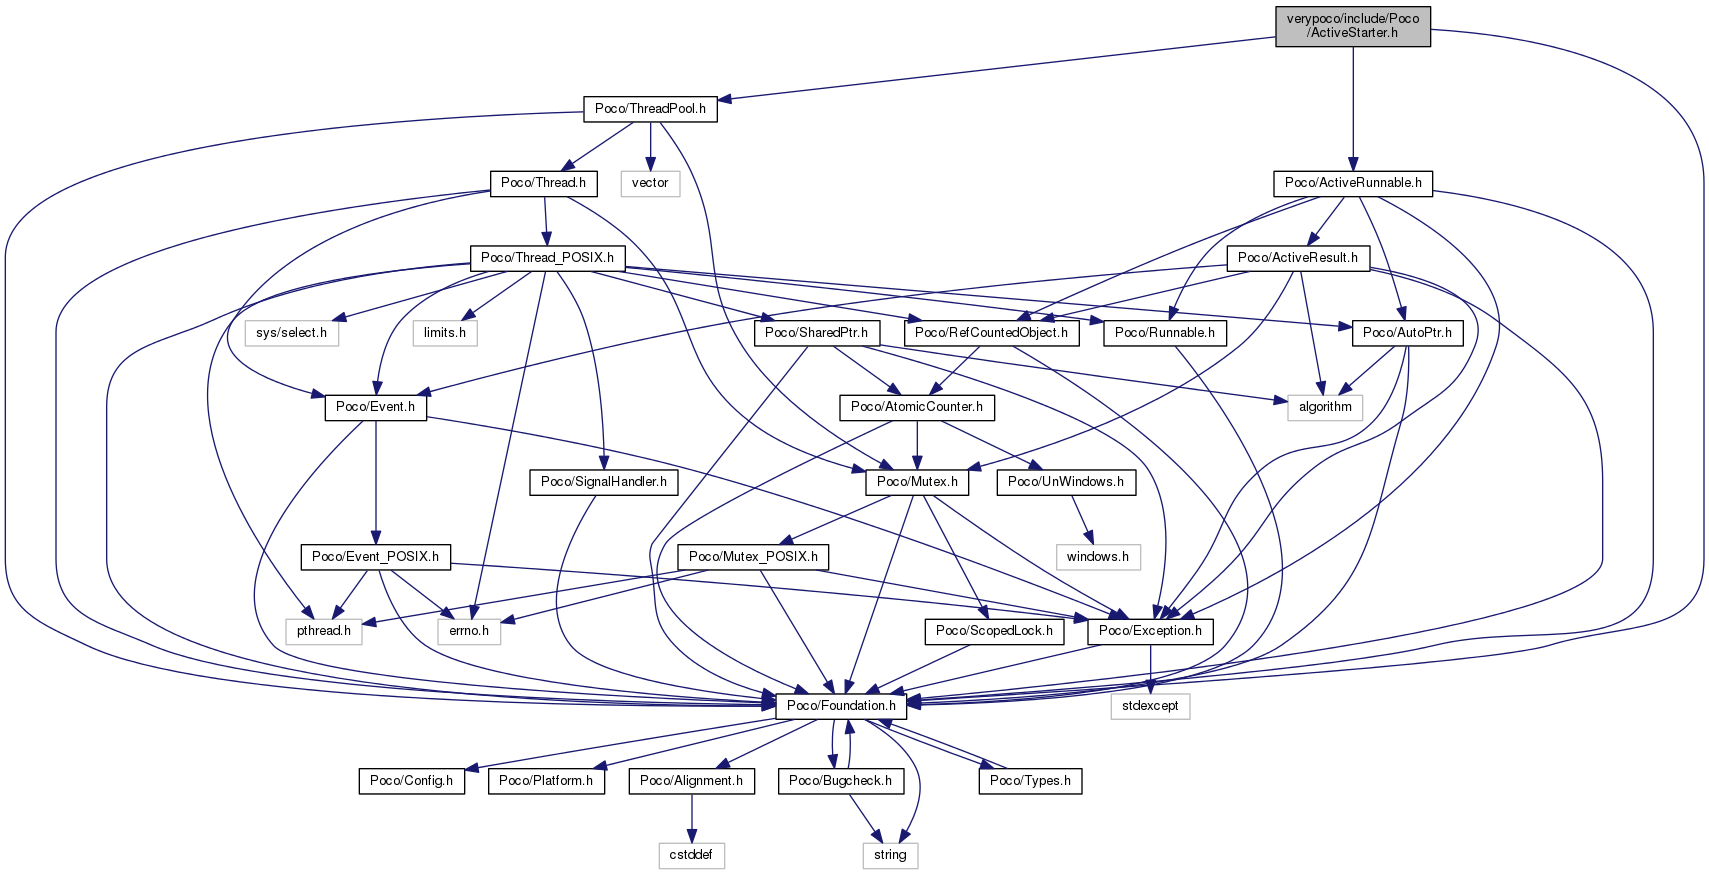 verypoco/include/Poco
/ActiveStarter.h
Poco/ThreadPool.h
Poco/Thread.h
vector
Poco/ActiveRunnable.h
Poco/Thread_POSIX.h
Poco/ActiveResult.h
sys/select.h
limits.h
Poco/SharedPtr.h
Poco/RefCountedObject.h
Poco/Runnable.h
Poco/AutoPtr.h
Poco/Event.h
Poco/AtomicCounter.h
algorithm
Poco/SignalHandler.h
Poco/Mutex.h
Poco/UnWindows.h
Poco/Event_POSIX.h
Poco/Mutex_POSIX.h
windows.h
pthread.h
errno.h
Poco/ScopedLock.h
Poco/Exception.h
Poco/Foundation.h
stdexcept
Poco/Config.h
Poco/Platform.h
Poco/Alignment.h
Poco/Bugcheck.h
Poco/Types.h
cstddef
string